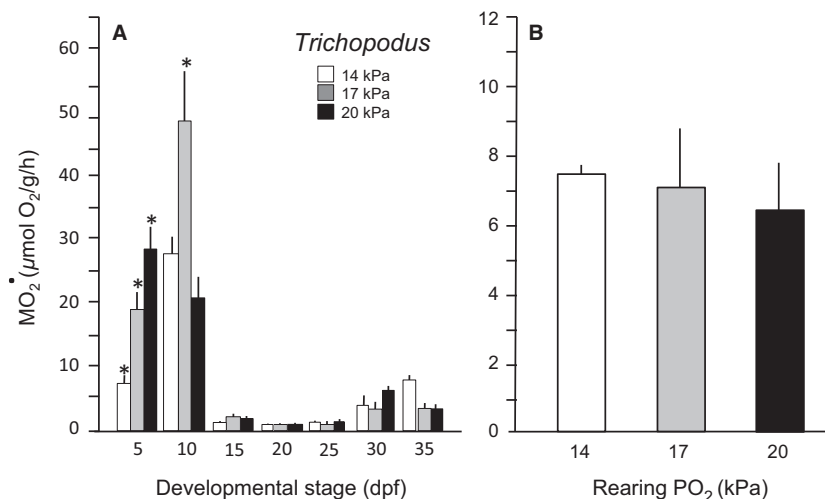 A
Trichopodus
14 kPa
17 kPa
20 kPa
60
50
40
30
20
10
0
* * * *
5 10 15 20 25 30 35
Developmental stage (dpf)
ṀO₂ (µmol O₂/g/h)
B
12
10
8
6
4
2
0
14 17 20
Rearing PO₂ (kPa)